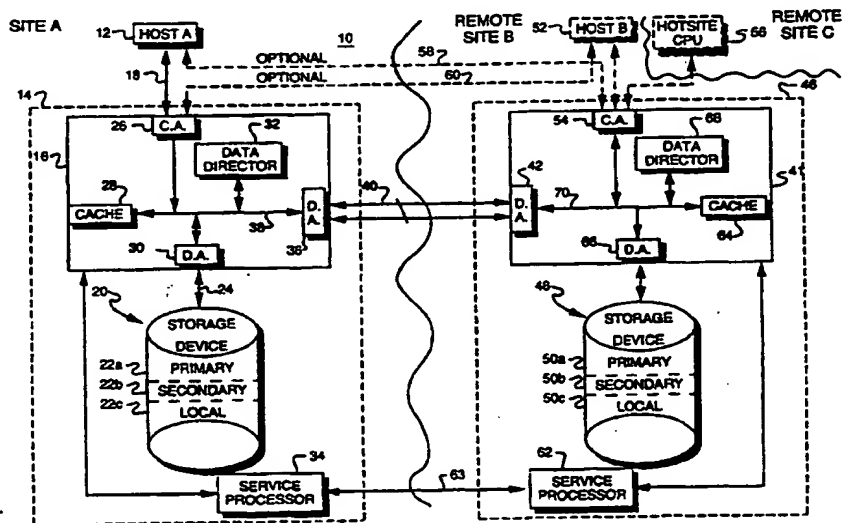 SITE A
12
HOST A
10
REMOTE
SITE B
52
HOST B
HOTSITE
CPU
56
REMOTE
SITE C
OPTIONAL
58
18
OPTIONAL
60
14
46
26
C.A.
32
54
C.A.
68
16
DATA
DIRECTOR
42
DATA
DIRECTOR
41
28
CACHE
D.
A.
40
D.
A.
70
CACHE
64
38
36
30
D.A.
66
D.A.
24
20
48
STORAGE
DEVICE
STORAGE
DEVICE
22a
PRIMARY
50a
PRIMARY
22b
SECONDARY
50b
SECONDARY
22c
LOCAL
50c
LOCAL
34
62
SERVICE
PROCESSOR
63
SERVICE
PROCESSOR